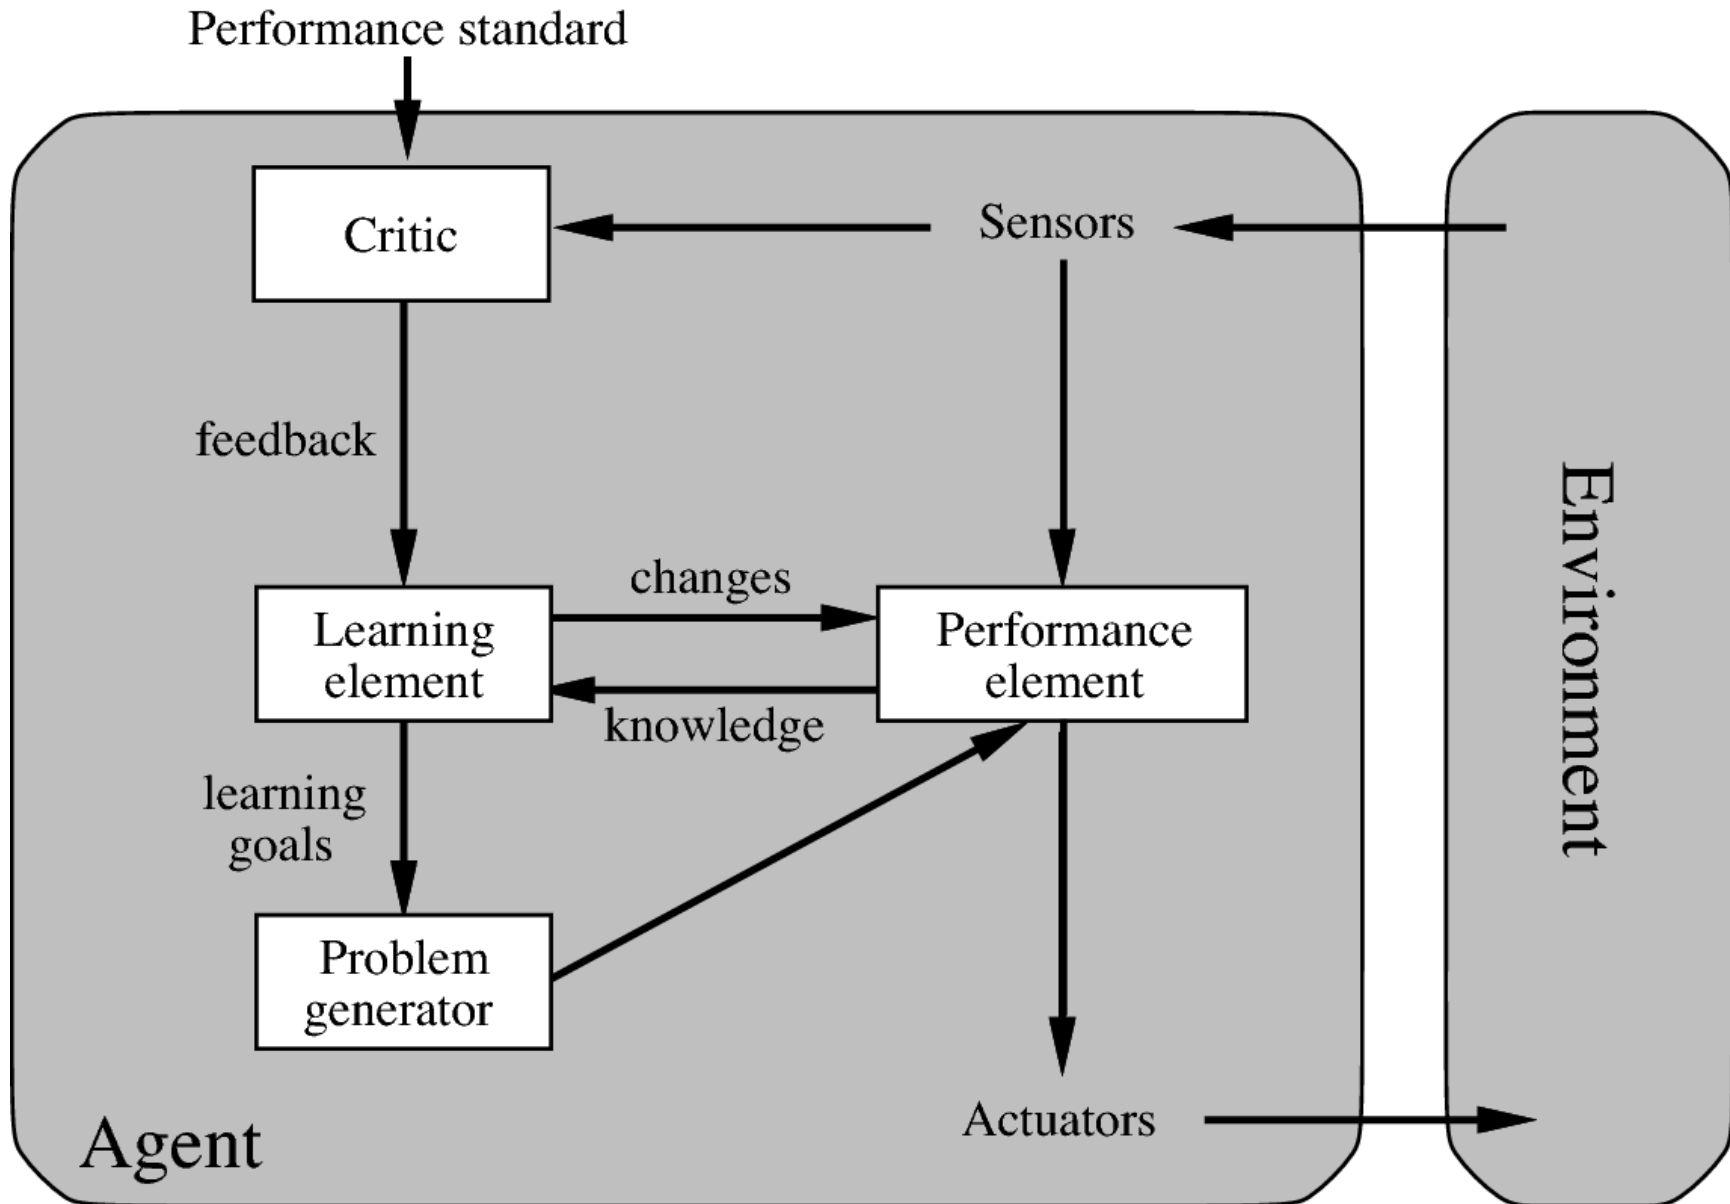 Performance standard
Critic
Sensors
feedback
changes
Learning
element
Performance
element
knowledge
learning
goals
Problem
generator
Agent
Actuators
Environment